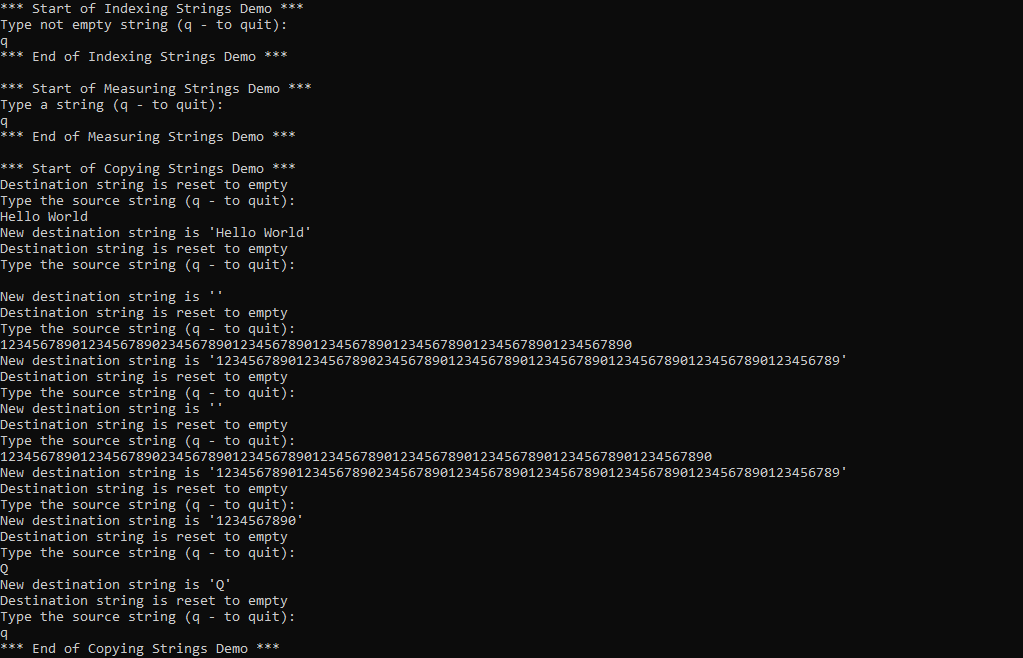 *** Start of Indexing Strings Demo ***
Type not empty string (q - to quit):
q
*** End of Indexing Strings Demo ***
*** Start of Measuring Strings Demo ***
Type a string (q - to quit):
q
*** End of Measuring Strings Demo ***
*** Start of Copying Strings Demo ***
Destination string is reset to empty
Type the source string (q - to quit):
Hello World
New destination string is 'Hello World'
Destination string is reset to empty
Type the source string (q - to quit):
New destination string is ''
Destination string is reset to empty
Type the source string (q - to quit):
1234567890123456789023456789012345678901234567890123456789012345678901234567890
New destination string is '123456789012345678902345678901234567890123456789012345678901234567890123456789'
Destination string is reset to empty
Type the source string (q - to quit):
New destination string is ''
Destination string is reset to empty
Type the source string (q - to quit):
12345678901234567890234567890123456789012345678901234567890123456789012345678901234567890
New destination string is '123456789012345678902345678901234567890123456789012345678901234567890123456789'
Destination string is reset to empty
Type the source string (q - to quit):
New destination string is '1234567890'
Destination string is reset to empty
Type the source string (q - to quit):
Q
New destination string is 'Q'
Destination string is reset to empty
Type the source string (q - to quit):
q
*** End of Copying Strings Demo ***